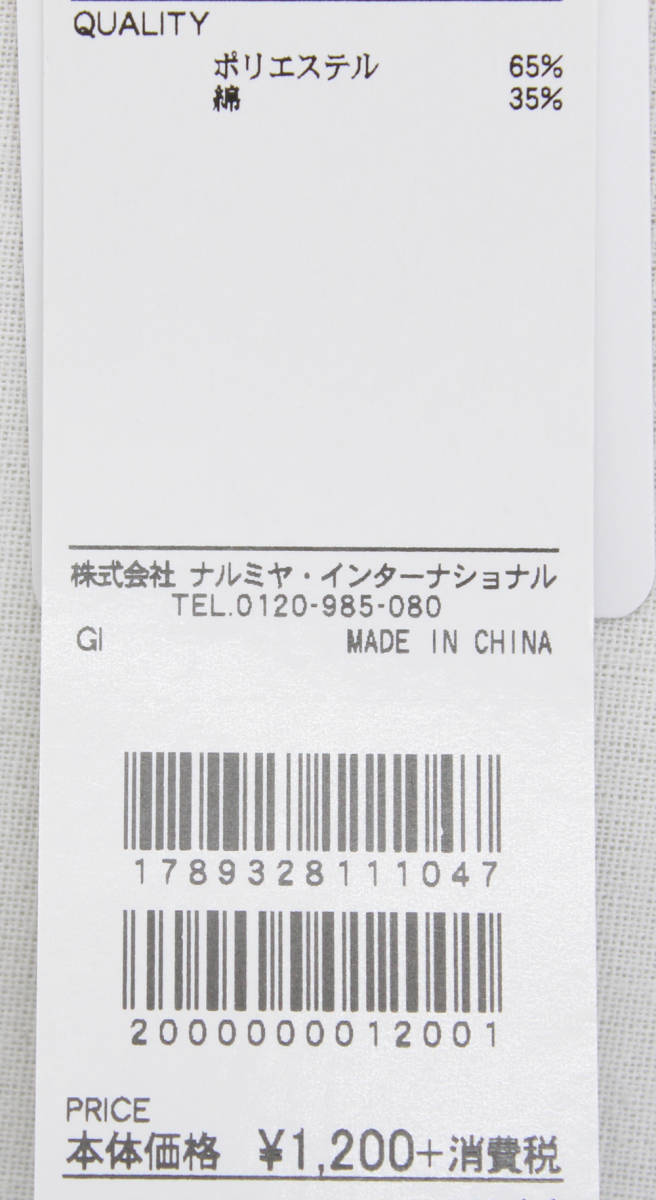 QUALITY
ポリエステル 65%
綿 35%
株式会社 ナルミヤ・インターナショナル
TEL.0120-985-080
GI MADE IN CHINA
1789328111047
2000000012001
PRICE
本体価格 ¥1,200+消費税